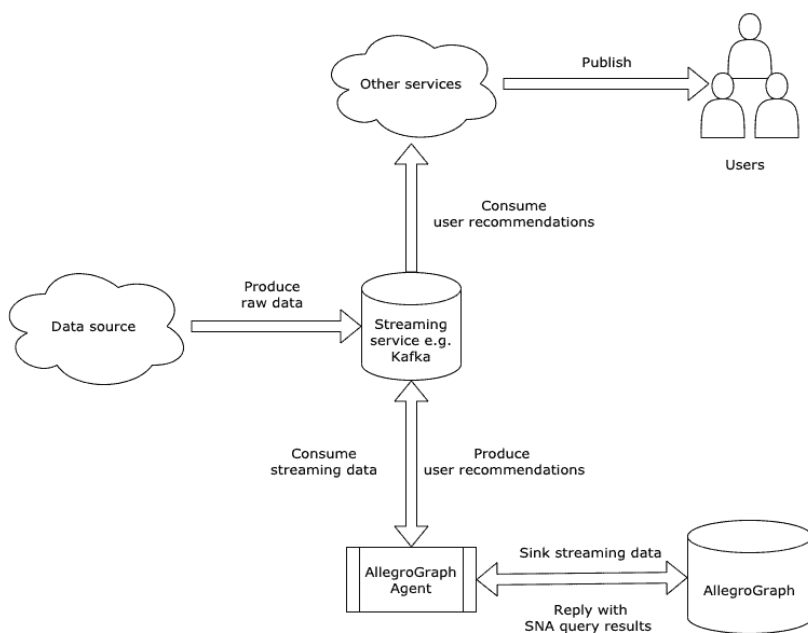 Publish
Other services
Users
Consume
user recommendations
Produce
raw data
Data source
Streaming
service e.g.
Kafka
Consume
streaming data
Produce
user recommendations
AllegroGraph
Agent
Sink streaming data
Reply with
SNA query results
AllegroGraph